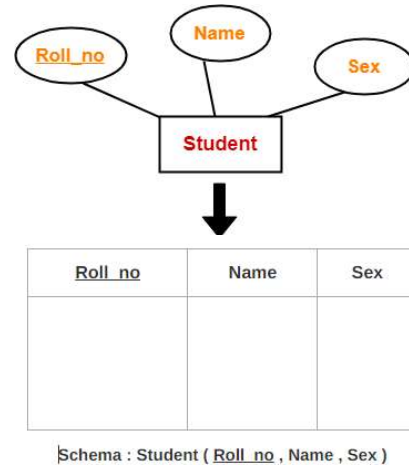 Name
Roll_no
Sex
Student
Roll_no Name Sex
Schema : Student ( Roll_no , Name , Sex )